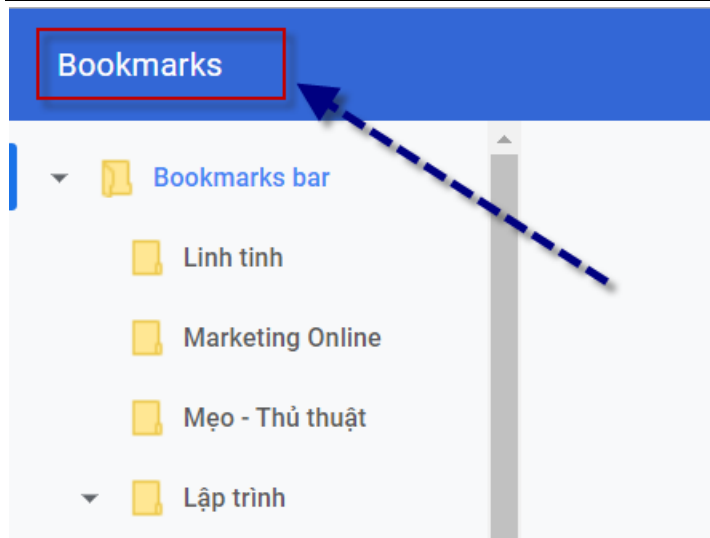 Bookmarks
Bookmarks bar
Linh tinh
Marketing Online
Mẹo - Thủ thuật
Lập trình